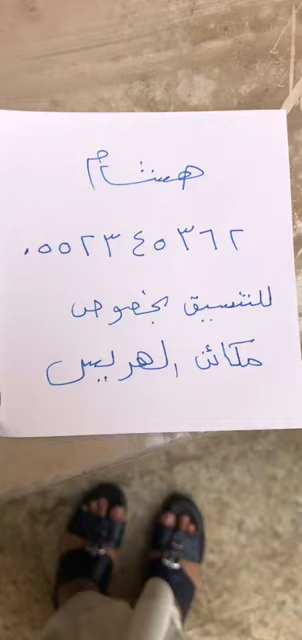 هشام
٠٥٥٢٣٤٥٣٦٢
للتنسيق بخصوص
مكائن الهريس